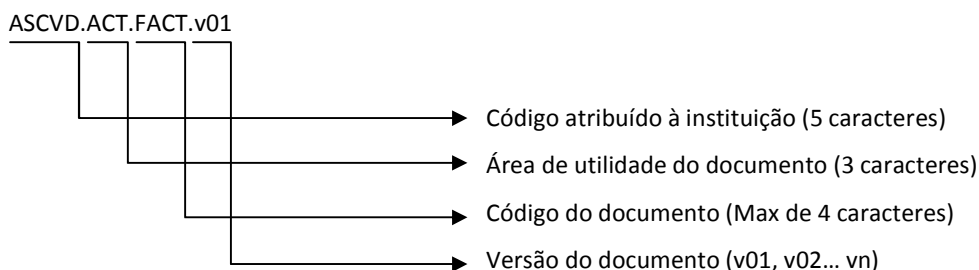 ASCVD.ACT.FACT.v01
Código atribuído à instituição (5 caracteres)
Área de utilidade do documento (3 caracteres)
Código do documento (Max de 4 caracteres)
Versão do documento (v01, v02... vn)